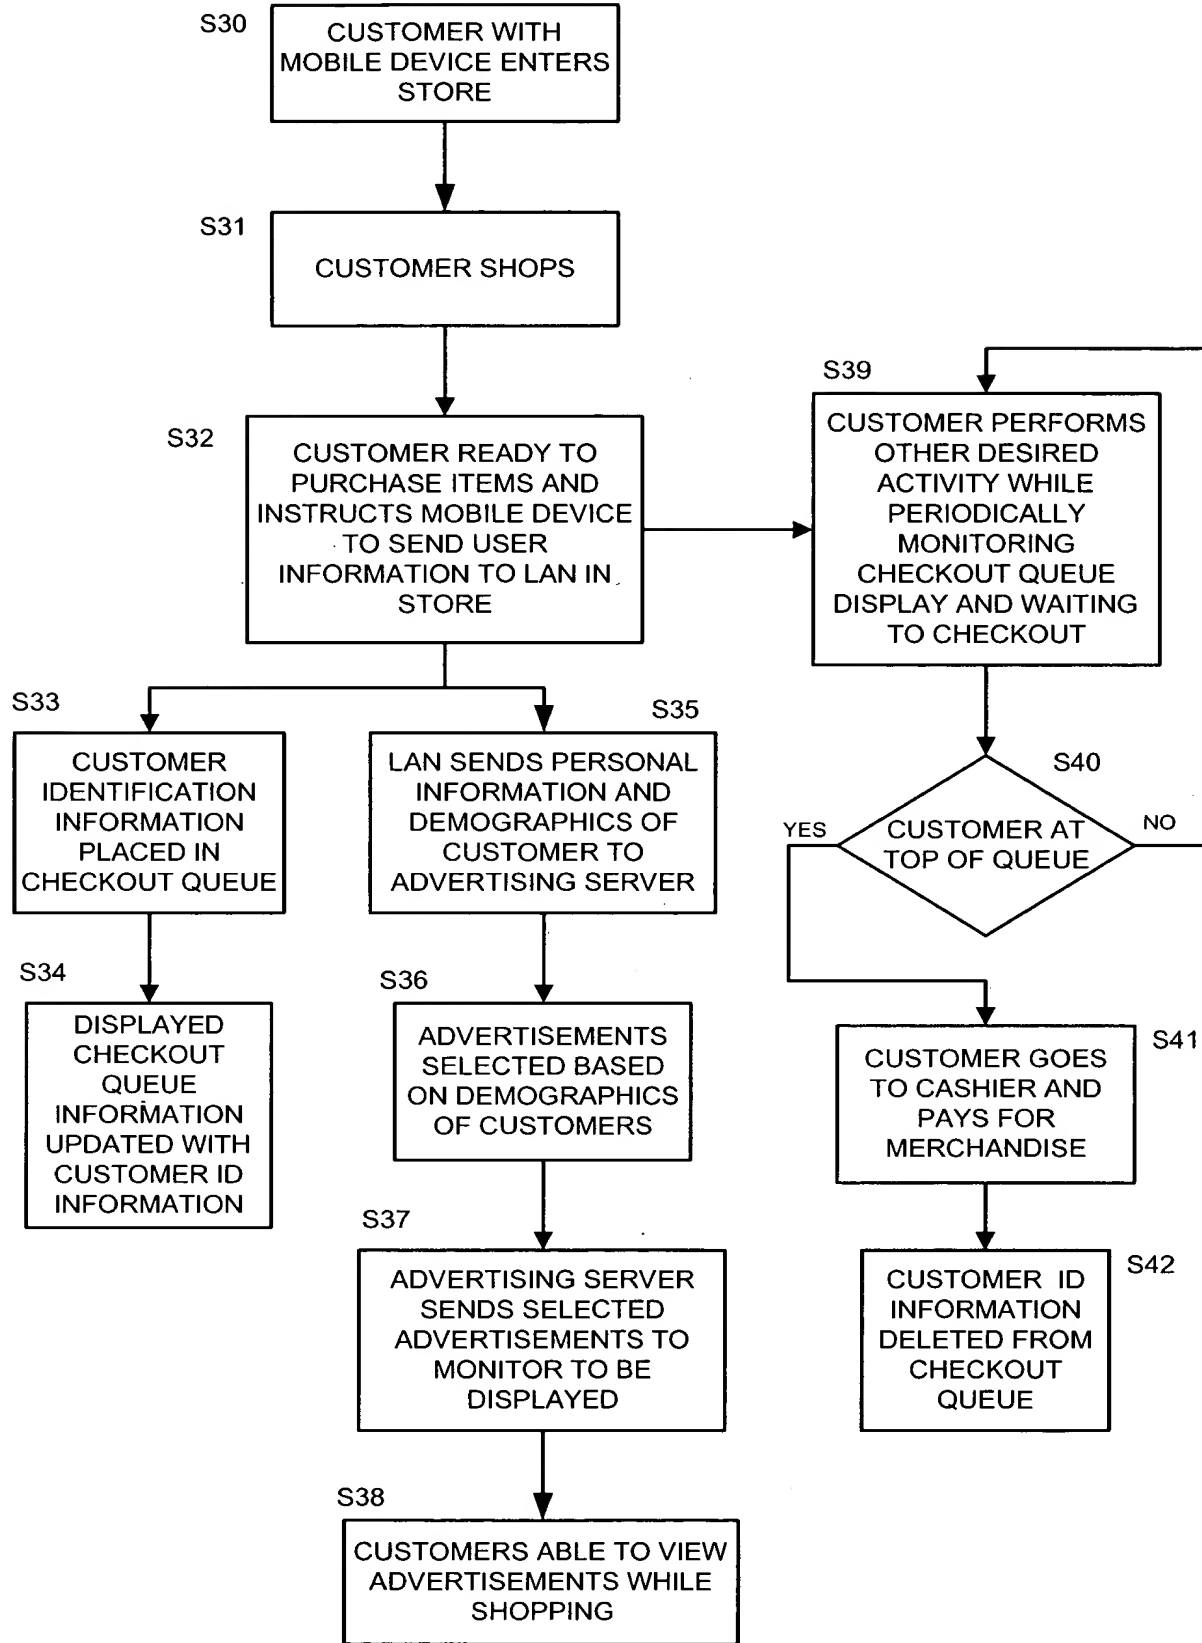 S30
CUSTOMER WITH
MOBILE DEVICE ENTERS
STORE
S31
CUSTOMER SHOPS
S32
CUSTOMER READY TO
PURCHASE ITEMS AND
INSTRUCTS MOBILE DEVICE
TO SEND USER
INFORMATION TO LAN IN
STORE
S39
CUSTOMER PERFORMS
OTHER DESIRED
ACTIVITY WHILE
PERIODICALLY
MONITORING
CHECKOUT QUEUE
DISPLAY AND WAITING
TO CHECKOUT
S33
CUSTOMER
IDENTIFICATION
INFORMATION
PLACED IN
CHECKOUT QUEUE
S35
LAN SENDS PERSONAL
INFORMATION AND
DEMOGRAPHICS OF
CUSTOMER TO
ADVERTISING SERVER
S40
YES
CUSTOMER AT
TOP OF QUEUE
NO
S34
DISPLAYED
CHECKOUT
QUEUE
INFORMATION
UPDATED WITH
CUSTOMER ID
INFORMATION
S36
ADVERTISEMENTS
SELECTED BASED
ON DEMOGRAPHICS
OF CUSTOMERS
S41
CUSTOMER GOES
TO CASHIER AND
PAYS FOR
MERCHANDISE
S37
ADVERTISING SERVER
SENDS SELECTED
ADVERTISEMENTS TO
MONITOR TO BE
DISPLAYED
S42
CUSTOMER ID
INFORMATION
DELETED FROM
CHECKOUT
QUEUE
S38
CUSTOMERS ABLE TO VIEW
ADVERTISEMENTS WHILE
SHOPPING